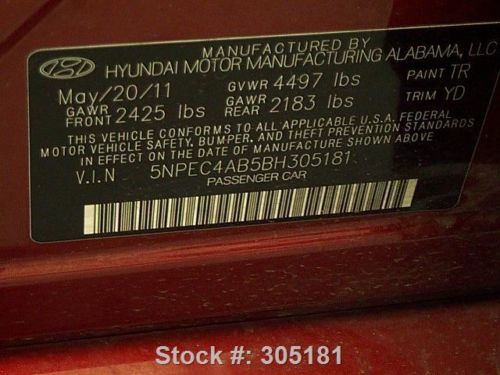 MANUFACTURED BY
HYUNDAI MOTOR MANUFACTURING ALABAMA, LLC
May/20/11 GVWR 4497 lbs PAINT TR
GAWR FRONT 2425 lbs GAWR REAR 2183 lbs TRIM YD
THIS VEHICLE CONFORMS TO ALL APPLICABLE U.S.A. FEDERAL
MOTOR VEHICLE SAFETY, BUMPER, AND THEFT PREVENTION STANDARDS
IN EFFECT ON THE DATE OF MANUFACTURE SHOWN ABOVE
V.I.N 5NPEC4AB5BH305181
PASSENGER CAR
Stock #: 305181